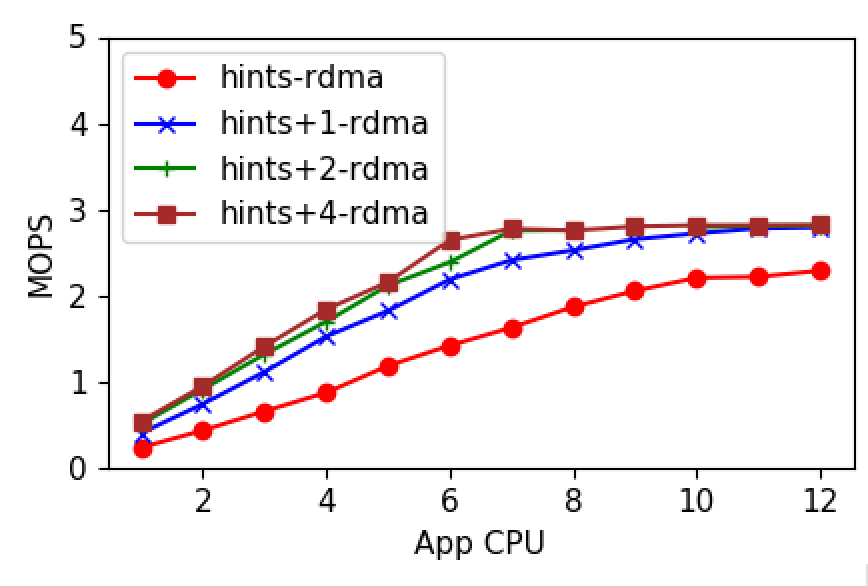 5
4
3
2
1
0
MOPS
hints-rdma
hints+1-rdma
hints+2-rdma
hints+4-rdma
2 4 6 8 10 12
App CPU